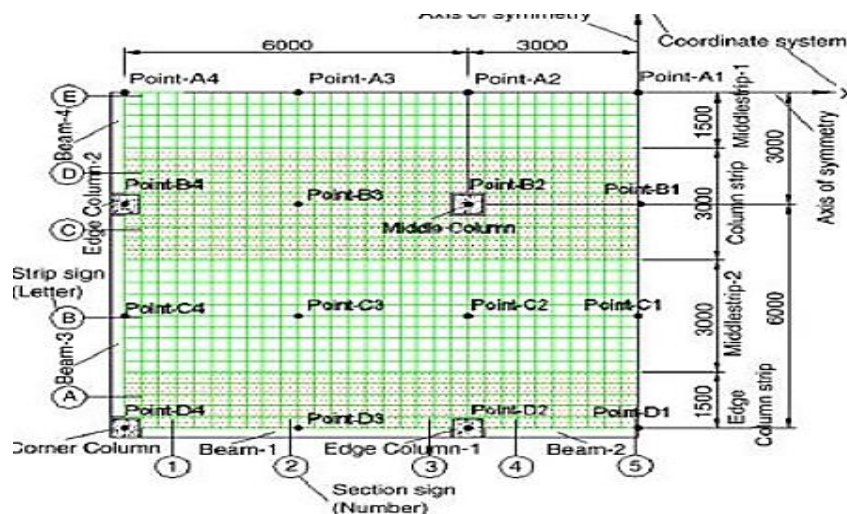 Axis of symmetry
6000
3000
Coordinate system
Point-A4
Point-A3
Point-A2
Point-A1
x
E
Beam-4
1500
Middlestrip-1
3000
Axis of symmetry
D
Edge Column-2
Point-B4
Point-B3
Point-B2
Point-B1
Middle Column
3000
Column strip
C
Strip sign
(Letter)
B
Point-C4
Point-C3
Point-C2
Point-C1
3000
Middlestrip-2
6000
Beam-3
A
Point-D4
Point-D3
Point-D2
Point-D1
1500
Edge
Column strip
Corner Column
Beam-1
Edge Column-1
Beam-2
1
2
3
4
5
Section sign
(Number)